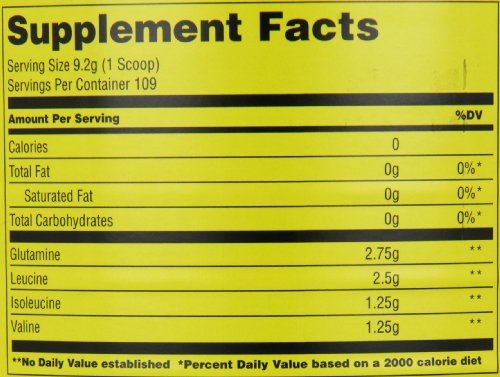 Supplement Facts
Serving Size 9.2g (1 Scoop)
Servings Per Container 109
Amount Per Serving %DV
Calories 0
Total Fat 0g 0%*
Saturated Fat 0g 0%*
Total Carbohydrates 0g 0%*
Glutamine 2.75g **
Leucine 2.5g **
Isoleucine 1.25g **
Valine 1.25g **
**No Daily Value established *Percent Daily Value based on a 2000 calorie diet